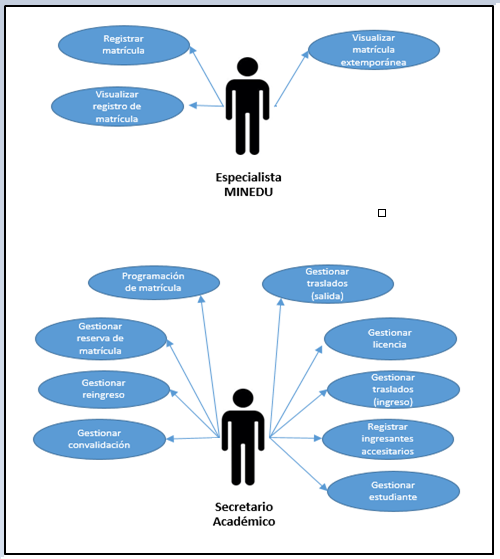 Registrar
matrícula
Visualizar
matrícula
extemporánea
Visualizar
registro de
matrícula
Especialista
MINEDU
Programación
de matrícula
Gestionar
traslados
(salida)
Gestionar
reserva de
matrícula
Gestionar
licencia
Gestionar
reingreso
Gestionar
traslados
(ingreso)
Gestionar
convalidación
Registrar
ingresantes
accesitarios
Gestionar
estudiante
Secretario
Académico